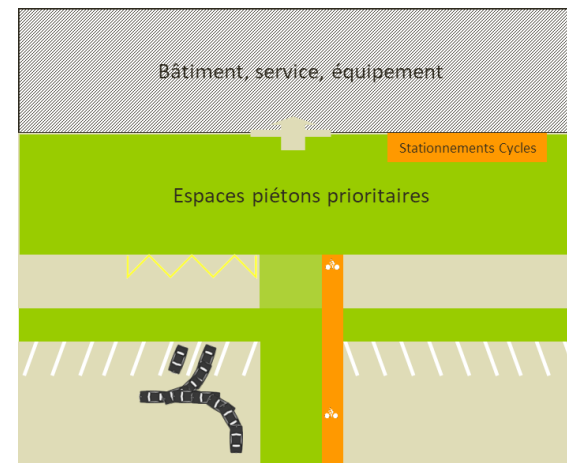 Bâtiment, service, équipement
Stationnements Cycles
Espaces piétons prioritaires